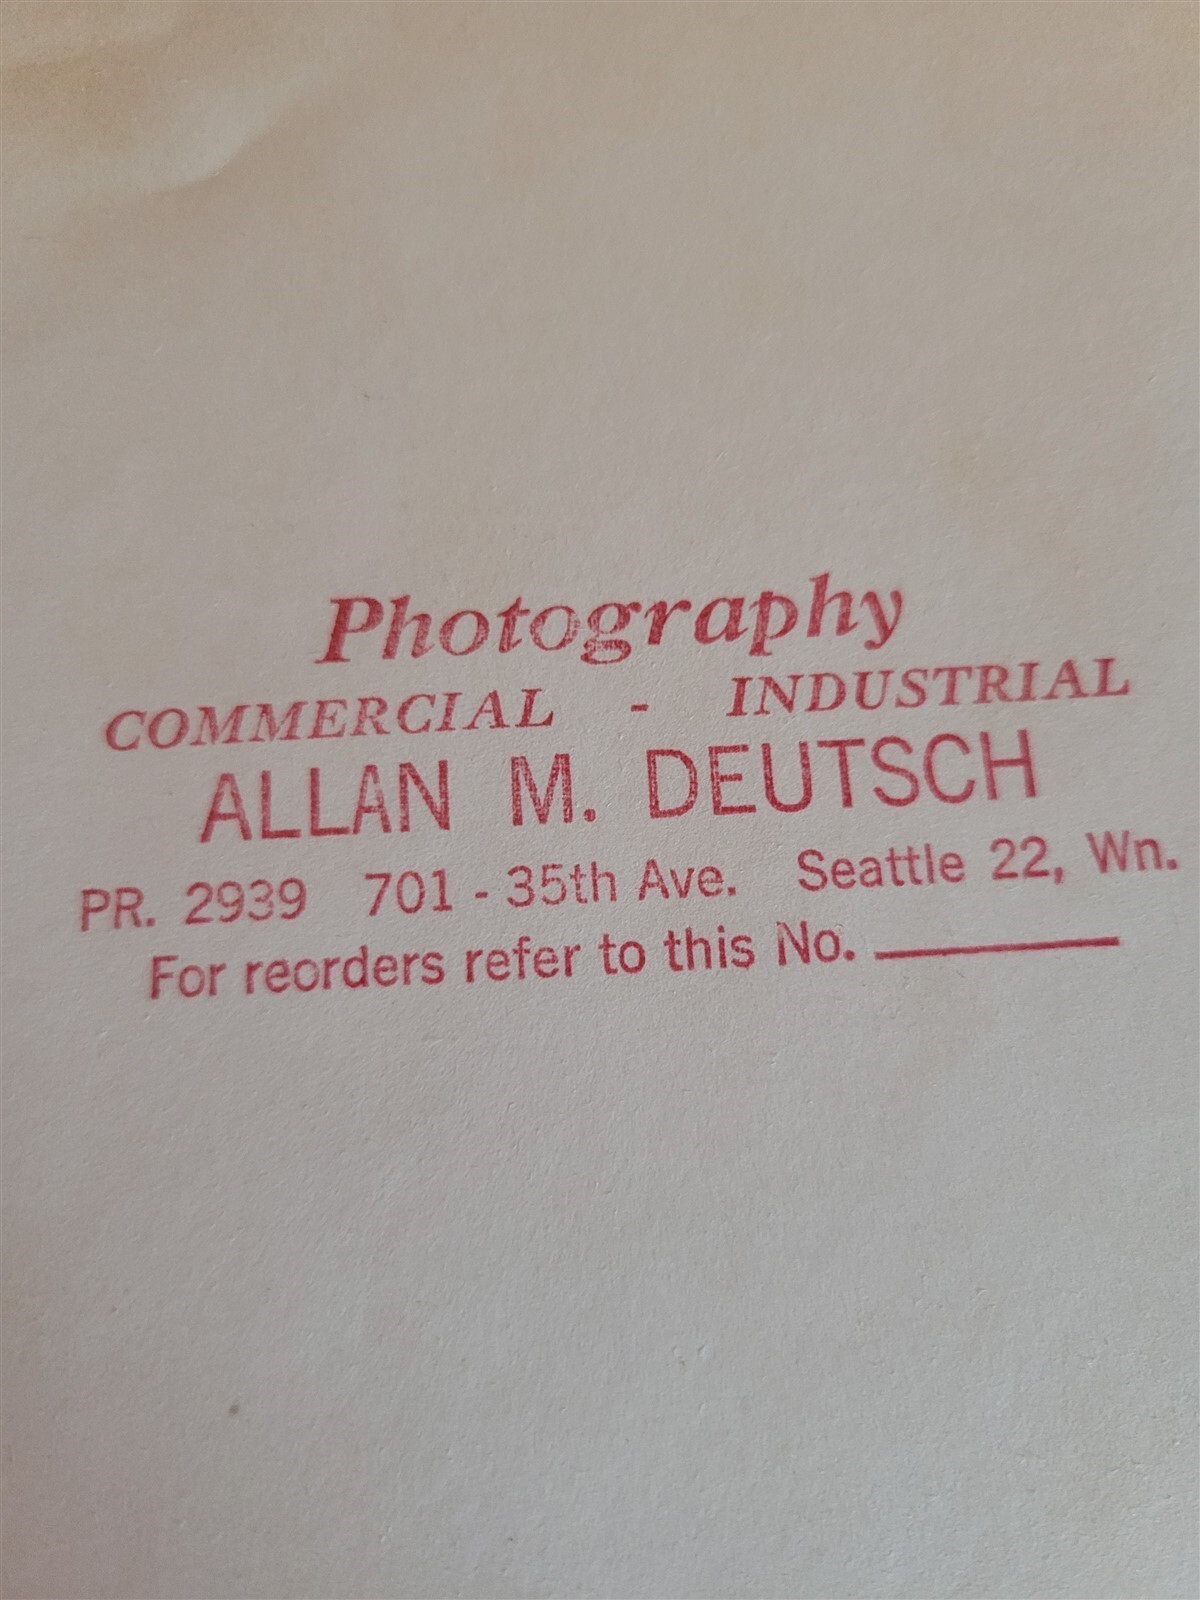 Photography
COMMERCIAL - INDUSTRIAL
ALLAN M. DEUTSCH
PR. 2939 701 - 35th Ave. Seattle 22, Wn.
For reorders refer to this No. ________